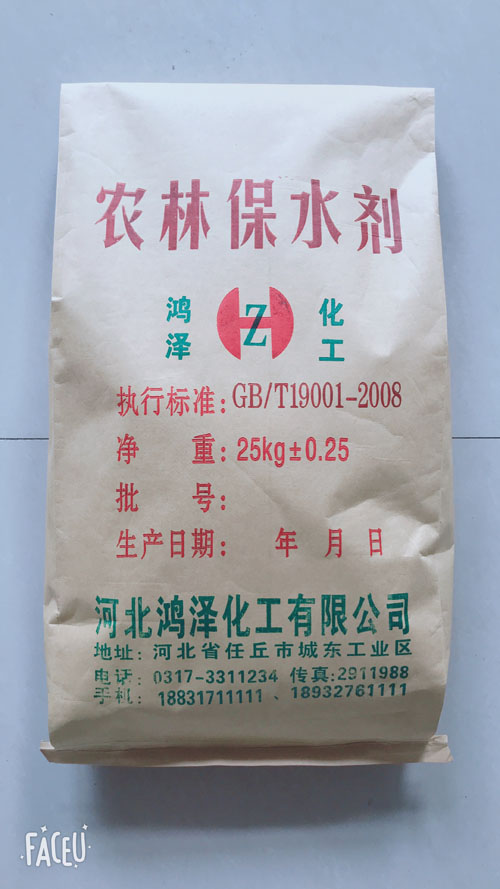 农林保水剂
鸿泽
HZ
化工
执行标准：GB/T19001-2008
净 重：25kg±0.25
批 号：
生产日期： 年 月 日
河北鸿泽化工有限公司
地址：河北省任丘市城东工业区
电话：0317-3311234 传真:2911988
手机：18831711111、18932761111
FACEU